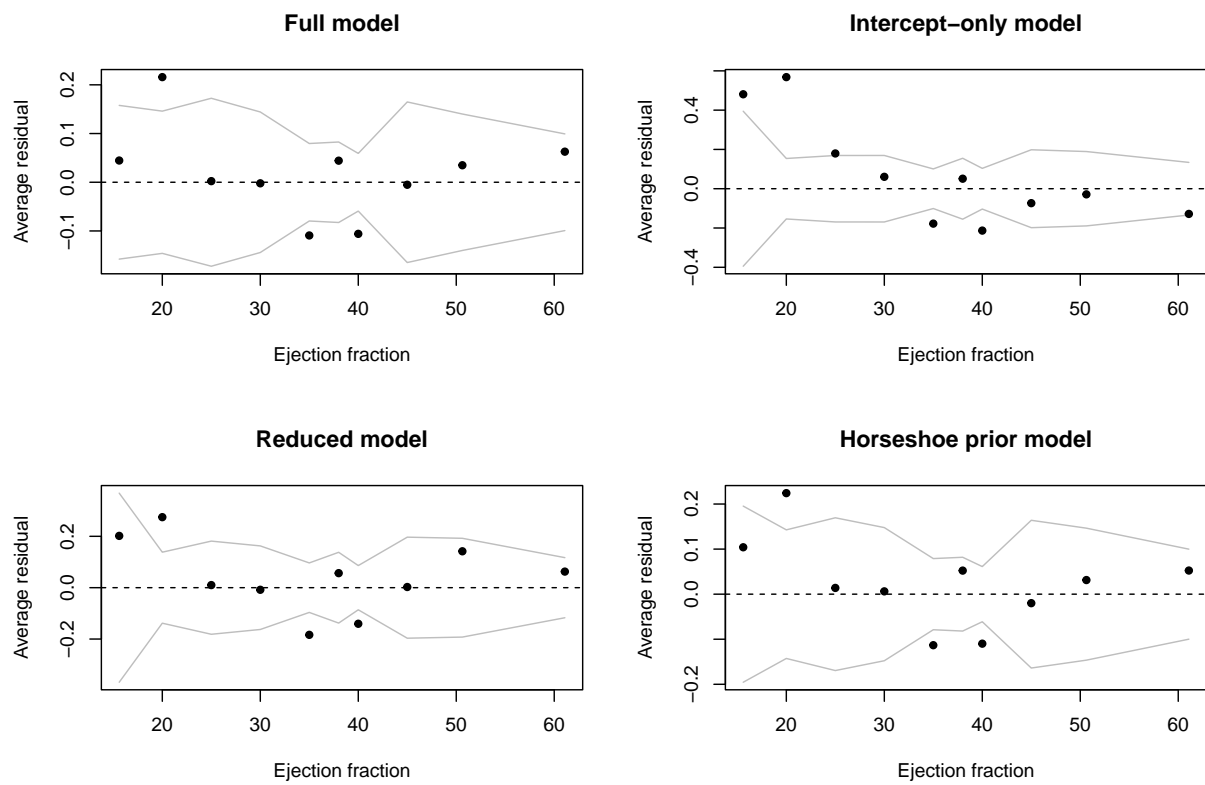 Full model
Average residual
0.2
0.1
0.0
−0.1
20 30 40 50 60
Ejection fraction
Intercept−only model
Average residual
0.4
0.0
−0.4
20 30 40 50 60
Ejection fraction
Reduced model
Average residual
0.2
0.0
−0.2
20 30 40 50 60
Ejection fraction
Horseshoe prior model
Average residual
0.2
0.1
0.0
−0.2
20 30 40 50 60
Ejection fraction